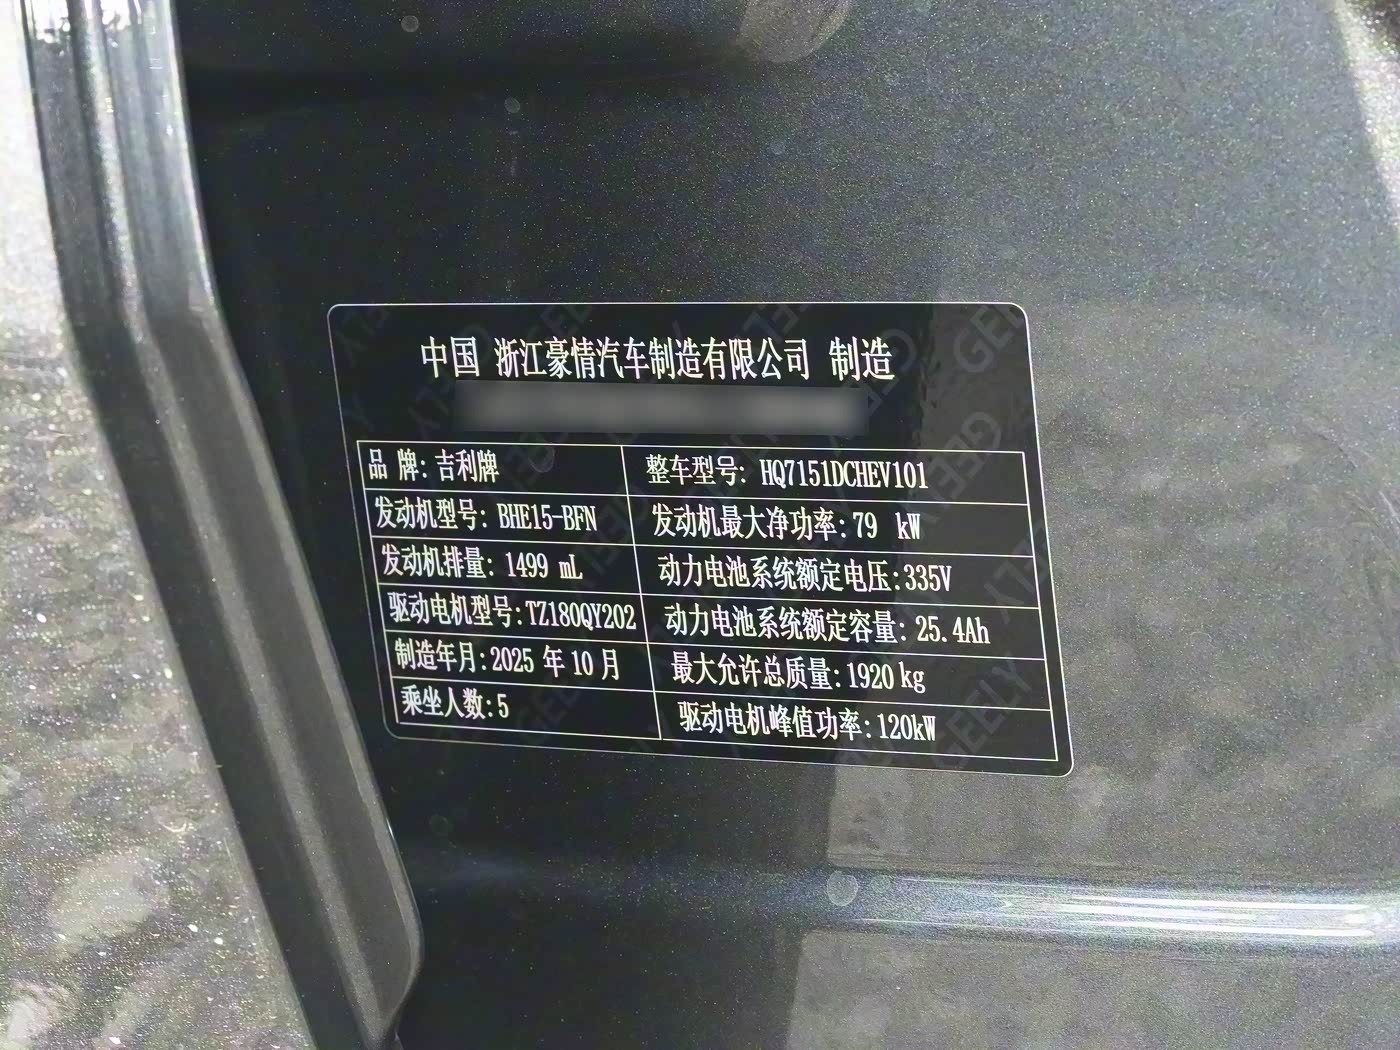 中国 浙江豪情汽车制造有限公司 制造
品 牌: 吉利牌 整车型号: HQ7151DCHEV101
发动机型号: BHE15-BFN 发动机最大净功率: 79 kW
发动机排量: 1499 mL 动力电池系统额定电压: 335V
驱动电机型号: TZ180QY202 动力电池系统额定容量: 25.4Ah
制造年月: 2025 年 10 月 最大允许总质量: 1920 kg
乘坐人数: 5 驱动电机峰值功率: 120kW